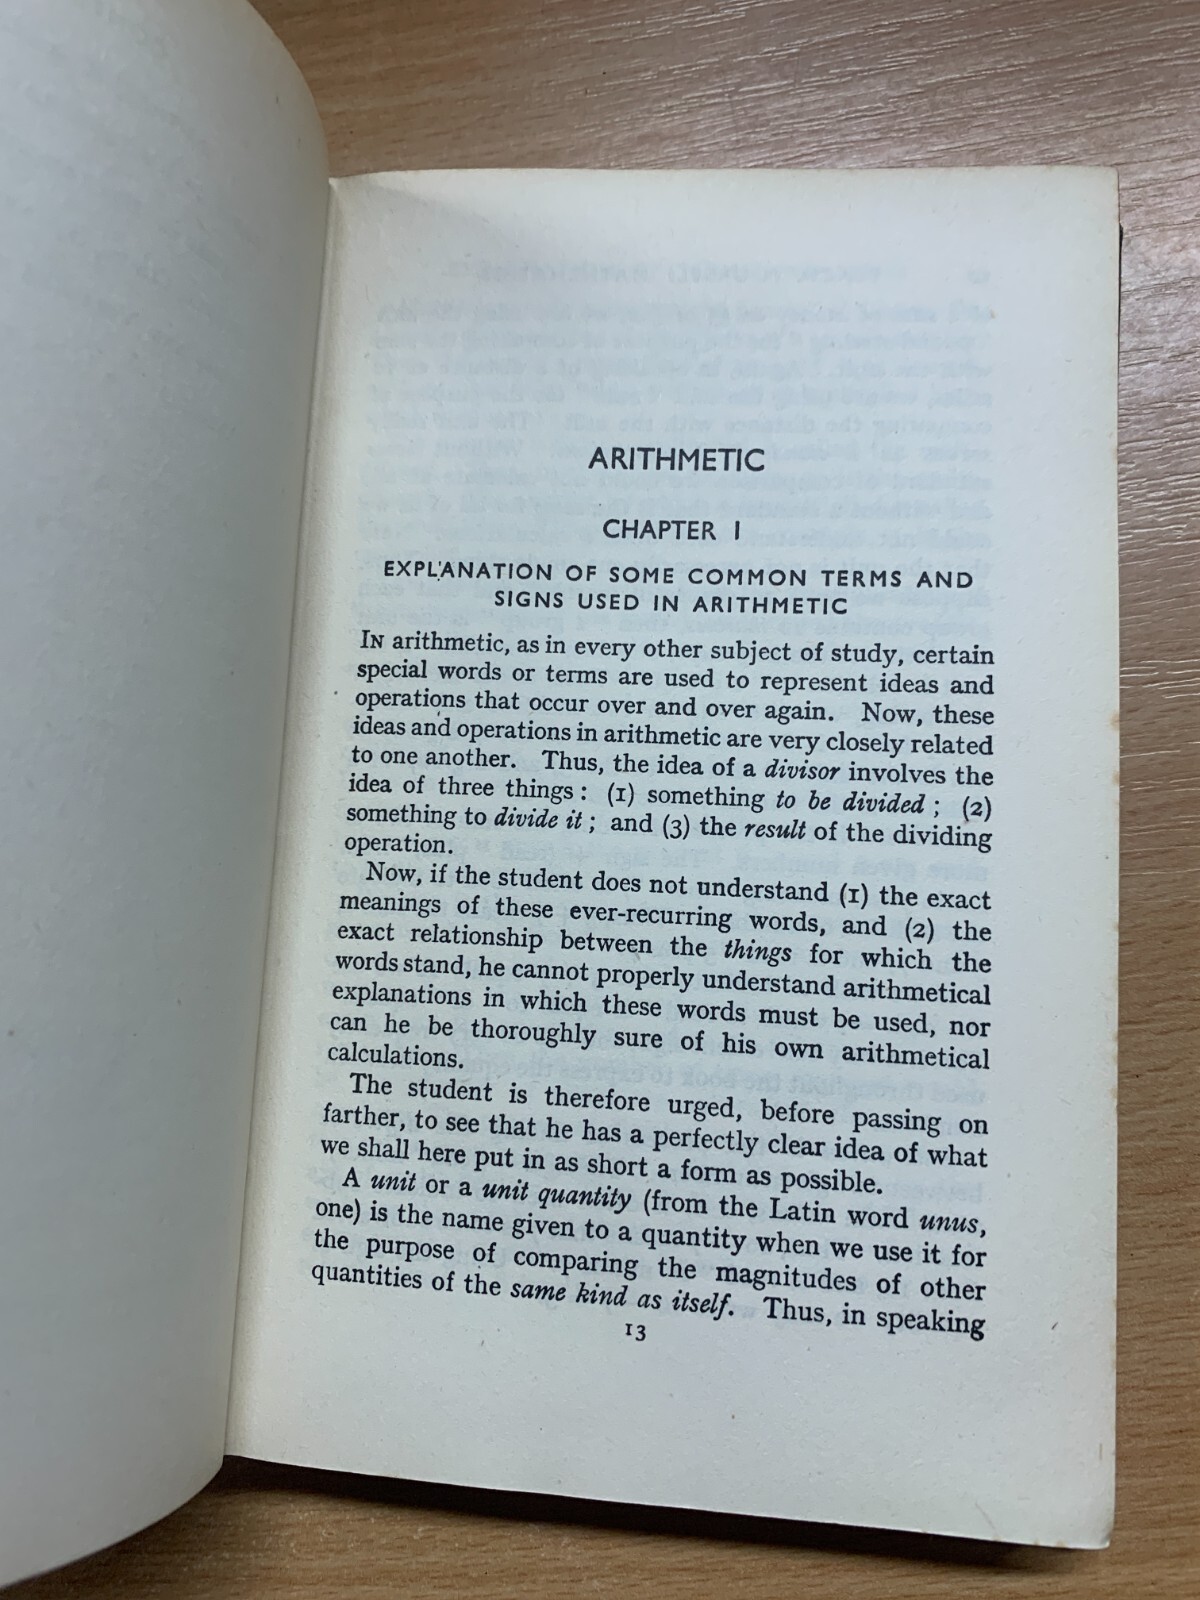 ARITHMETIC
CHAPTER I
EXPLANATION OF SOME COMMON TERMS AND
SIGNS USED IN ARITHMETIC
IN arithmetic, as in every other subject of study, certain
special words or terms are used to represent ideas and
operations that occur over and over again. Now, these
ideas and operations in arithmetic are very closely related
to one another. Thus, the idea of a divisor involves the
idea of three things : (1) something to be divided ; (2)
something to divide it ; and (3) the result of the dividing
operation.
Now, if the student does not understand (1) the exact
meanings of these ever-recurring words, and (2) the
exact relationship between the things for which the
words stand, he cannot properly understand arithmetical
explanations in which these words must be used, nor
can he be thoroughly sure of his own arithmetical
calculations.
The student is therefore urged, before passing on
farther, to see that he has a perfectly clear idea of what
we shall here put in as short a form as possible.
A unit or a unit quantity (from the Latin word unus,
one) is the name given to a quantity when we use it for
the purpose of comparing the magnitudes of other
quantities of the same kind as itself. Thus, in speaking
13